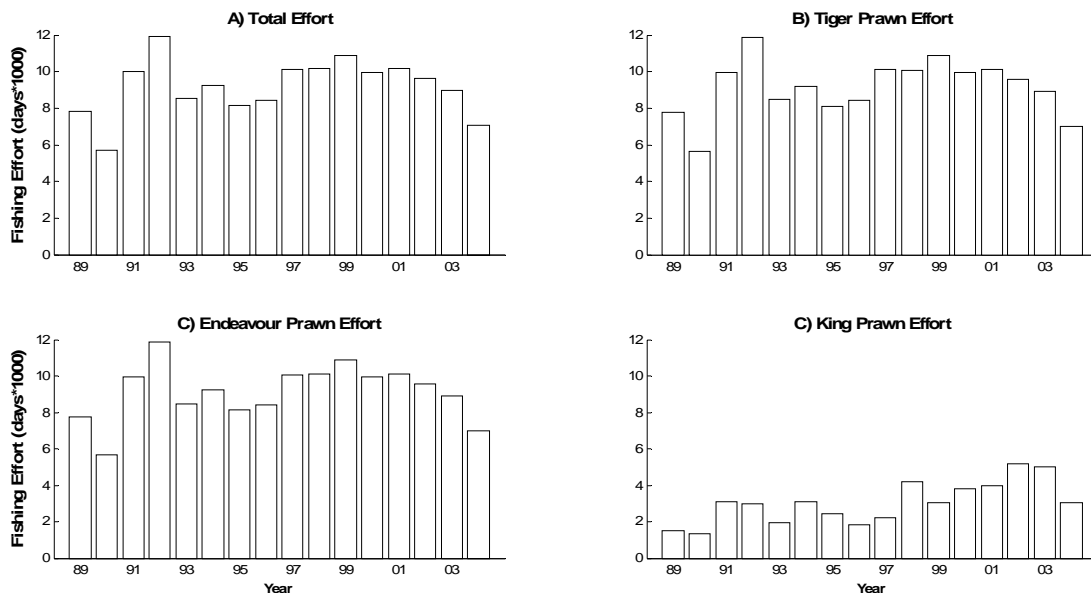 A) Total Effort
Fishing Effort (days*1000)
12
10
8
6
4
2
0
89 91 93 95 97 99 01 03
B) Tiger Prawn Effort
12
10
8
6
4
2
0
89 91 93 95 97 99 01 03
C) Endeavour Prawn Effort
Fishing Effort (days*1000)
12
10
8
6
4
2
0
89 91 93 95 97 99 01 03
Year
C) King Prawn Effort
12
10
8
6
4
2
0
89 91 93 95 97 99 01 03
Year